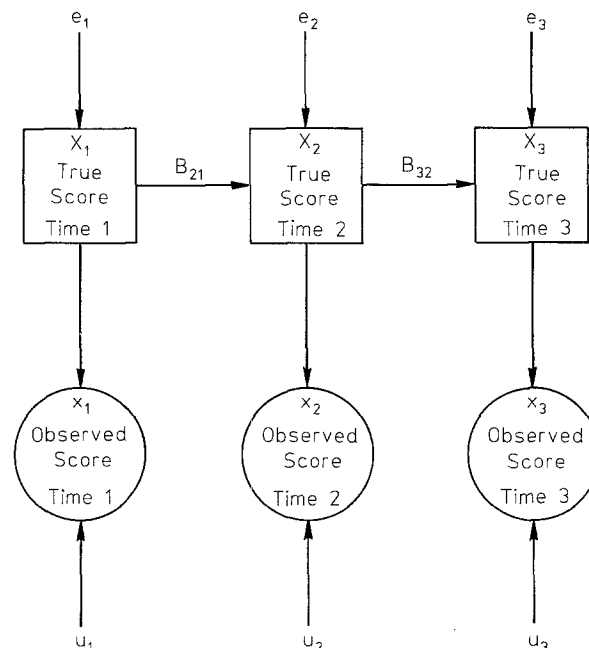 e₁ e₂ e₃
X₁ X₂ X₃
True True True
B₂₁ B₃₂
Score Score Score
Time 1 Time 2 Time 3
x₁ x₂ x₃
Observed Observed Observed
Score Score Score
Time 1 Time 2 Time 3
u₁ u₂ u₃